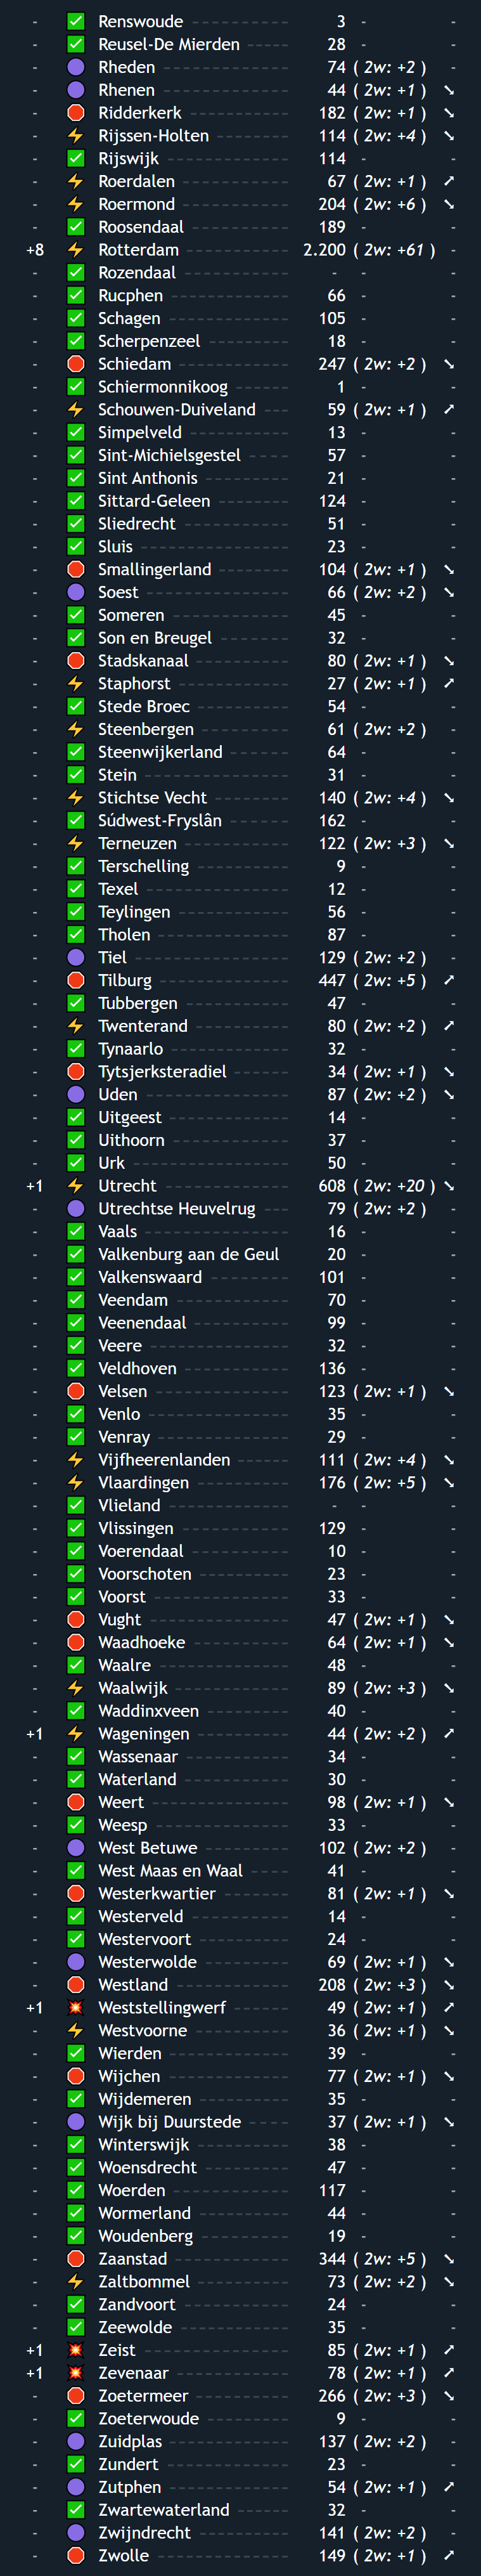 - ✅ Renswoude ------------ 3 - -
- ✅ Reusel-De Mierden ----- 28 - -
- 🟣 Rheden -------------- 74 ( 2w: +2 ) -
- 🟣 Rhenen -------------- 44 ( 2w: +1 ) ➘
- 🛑 Ridderkerk ------------ 182 ( 2w: +1 ) ➘
- ⚡ Rijssen-Holten -------- 114 ( 2w: +4 ) ➘
- ✅ Rijswijk -------------- 114 - -
- ⚡ Roerdalen ------------ 67 ( 2w: +1 ) ➚
- ⚡ Roermond ------------ 204 ( 2w: +6 ) ➘
- ✅ Roosendaal ----------- 189 - -
+8 ⚡ Rotterdam ------------ 2.200 ( 2w: +61 ) -
- ✅ Rozendaal ------------ - - -
- ✅ Rucphen ------------- 66 - -
- ✅ Schagen ------------- 105 - -
- ✅ Scherpenzeel --------- 18 - -
- 🛑 Schiedam ------------ 247 ( 2w: +2 ) ➘
- ✅ Schiermonnikoog ------ 1 - -
- ⚡ Schouwen-Duiveland --- 59 ( 2w: +1 ) ➚
- ✅ Simpelveld ----------- 13 - -
- ✅ Sint-Michielsgestel ---- 57 - -
- ✅ Sint Anthonis --------- 21 - -
- ✅ Sittard-Geleen -------- 124 - -
- ✅ Sliedrecht ------------ 51 - -
- ✅ Sluis ---------------- 23 - -
- 🛑 Smallingerland -------- 104 ( 2w: +1 ) ➘
- 🟣 Soest ---------------- 66 ( 2w: +2 ) ➘
- ✅ Someren ------------- 45 - -
- ✅ Son en Breugel -------- 32 - -
- 🛑 Stadskanaal ---------- 80 ( 2w: +1 ) ➘
- ⚡ Staphorst ------------ 27 ( 2w: +1 ) ➚
- ✅ Stede Broec ---------- 54 - -
- ⚡ Steenbergen ---------- 61 ( 2w: +2 ) -
- ✅ Steenwijkerland ------- 64 - -
- ✅ Stein ---------------- 31 - -
- ⚡ Stichtse Vecht -------- 140 ( 2w: +4 ) ➘
- ✅ Súdwest-Fryslân ------- 162 - -
- ⚡ Terneuzen ------------ 122 ( 2w: +3 ) ➘
- ✅ Terschelling ---------- 9 - -
- ✅ Texel ---------------- 12 - -
- ✅ Teylingen ------------ 56 - -
- ✅ Tholen --------------- 87 - -
- 🟣 Tiel ----------------- 129 ( 2w: +2 ) -
- 🛑 Tilburg -------------- 447 ( 2w: +5 ) ➚
- ✅ Tubbergen ----------- 47 - -
- ⚡ Twenterand ----------- 80 ( 2w: +2 ) ➚
- ✅ Tynaarlo ------------- 32 - -
- 🛑 Tytsjerksteradiel ------ 34 ( 2w: +1 ) ➘
- 🟣 Uden ---------------- 87 ( 2w: +2 ) ➘
- ✅ Uitgeest ------------- 14 - -
- ✅ Uithoorn ------------- 37 - -
- ✅ Urk ----------------- 50 - -
+1 ⚡ Utrecht -------------- 608 ( 2w: +20 ) ➘
- 🟣 Utrechtse Heuvelrug --- 79 ( 2w: +2 ) -
- ✅ Vaals ---------------- 16 - -
- ✅ Valkenburg aan de Geul 20 - -
- ✅ Valkenswaard --------- 101 - -
- ✅ Veendam ------------- 70 - -
- ✅ Veenendaal ----------- 99 - -
- ✅ Veere ---------------- 32 - -
- ✅ Veldhoven ------------ 136 - -
- 🛑 Velsen --------------- 123 ( 2w: +1 ) ➘
- ✅ Venlo ---------------- 35 - -
- ✅ Venray --------------- 29 - -
- ⚡ Vijfheerenlanden ------ 111 ( 2w: +4 ) ➘
- ⚡ Vlaardingen ----------- 176 ( 2w: +5 ) ➘
- ✅ Vlieland -------------- - - -
- ✅ Vlissingen ------------ 129 - -
- ✅ Voerendaal ----------- 10 - -
- ✅ Voorschoten ---------- 23 - -
- ✅ Voorst --------------- 33 - -
- 🛑 Vught --------------- 47 ( 2w: +1 ) ➘
- 🛑 Waadhoeke ----------- 64 ( 2w: +1 ) ➘
- ✅ Waalre --------------- 48 - -
- ⚡ Waalwijk ------------- 89 ( 2w: +3 ) ➘
- ✅ Waddinxveen ---------- 40 - -
+1 ⚡ Wageningen ----------- 44 ( 2w: +2 ) ➚
- ✅ Wassenaar ------------ 34 - -
- ✅ Waterland ------------ 30 - -
- 🛑 Weert --------------- 98 ( 2w: +1 ) ➘
- ✅ Weesp --------------- 33 - -
- 🟣 West Betuwe ---------- 102 ( 2w: +2 ) -
- ✅ West Maas en Waal ---- 41 - -
- 🛑 Westerkwartier -------- 81 ( 2w: +1 ) ➘
- ✅ Westerveld ----------- 14 - -
- ✅ Westervoort ---------- 24 - -
- 🟣 Westerwolde ---------- 69 ( 2w: +1 ) ➘
- 🛑 Westland ------------- 208 ( 2w: +3 ) ➘
+1 💥 Weststellingwerf ------ 49 ( 2w: +1 ) ➚
- ⚡ Westvoorne ----------- 36 ( 2w: +1 ) ➘
- ✅ Wierden ------------- 39 - -
- 🛑 Wijchen ------------- 77 ( 2w: +1 ) ➘
- ✅ Wijdemeren ---------- 35 - -
- 🟣 Wijk bij Duurstede ---- 37 ( 2w: +1 ) ➘
- ✅ Winterswijk ---------- 38 - -
- ✅ Woensdrecht --------- 47 - -
- ✅ Woerden ------------- 117 - -
- ✅ Wormerland ---------- 44 - -
- ✅ Woudenberg ---------- 19 - -
- 🛑 Zaanstad ------------- 344 ( 2w: +5 ) ➘
- ⚡ Zaltbommel ----------- 73 ( 2w: +2 ) ➘
- ✅ Zandvoort ------------ 24 - -
- ✅ Zeewolde ------------ 35 - -
+1 💥 Zeist ---------------- 85 ( 2w: +1 ) ➚
+1 💥 Zevenaar ------------ 78 ( 2w: +1 ) ➚
- 🛑 Zoetermeer ---------- 266 ( 2w: +3 ) ➘
- ✅ Zoeterwoude --------- 9 - -
- 🟣 Zuidplas ------------- 137 ( 2w: +2 ) -
- ✅ Zundert ------------- 23 - -
- 🟣 Zutphen ------------- 54 ( 2w: +1 ) ➚
- ✅ Zwartewaterland ------ 32 - -
- 🟣 Zwijndrecht ---------- 141 ( 2w: +2 ) -
- 🛑 Zwolle --------------- 149 ( 2w: +1 ) ➚